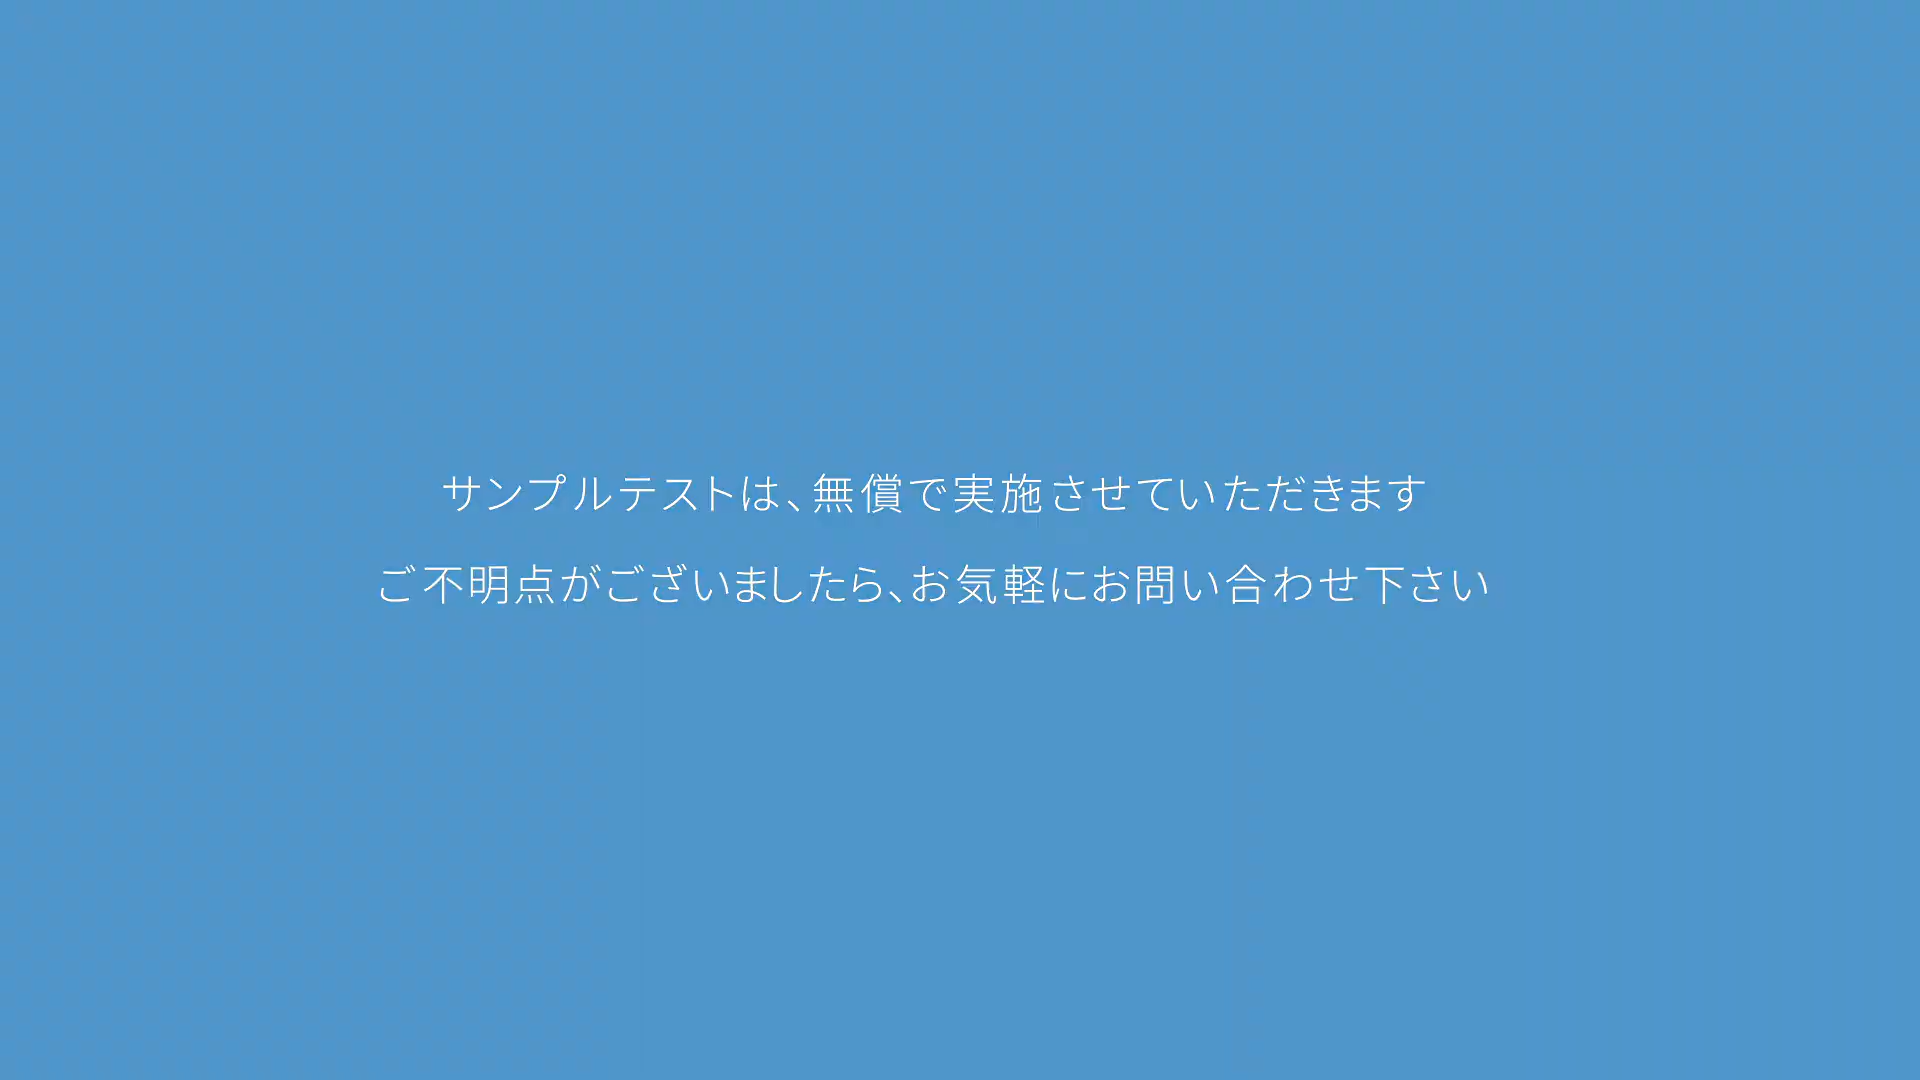 サンプルテストは、無償で実施させていただきます
ご不明点がございましたら、お気軽にお問い合わせ下さい